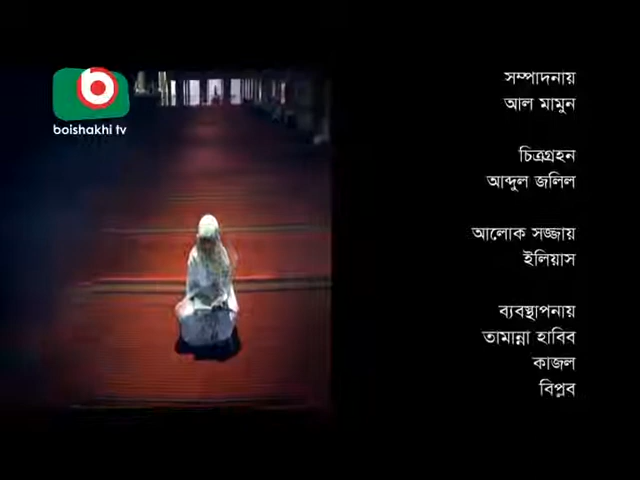 boishakhi tv
সম্পাদনায়
আল মামুন
চিত্রগ্রহন
আব্দুল জলিল
আলোক সজ্জায়
ইলিয়াস
ব্যবস্থাপনায়
তামান্না হাবিব
কাজল
বিপ্লব